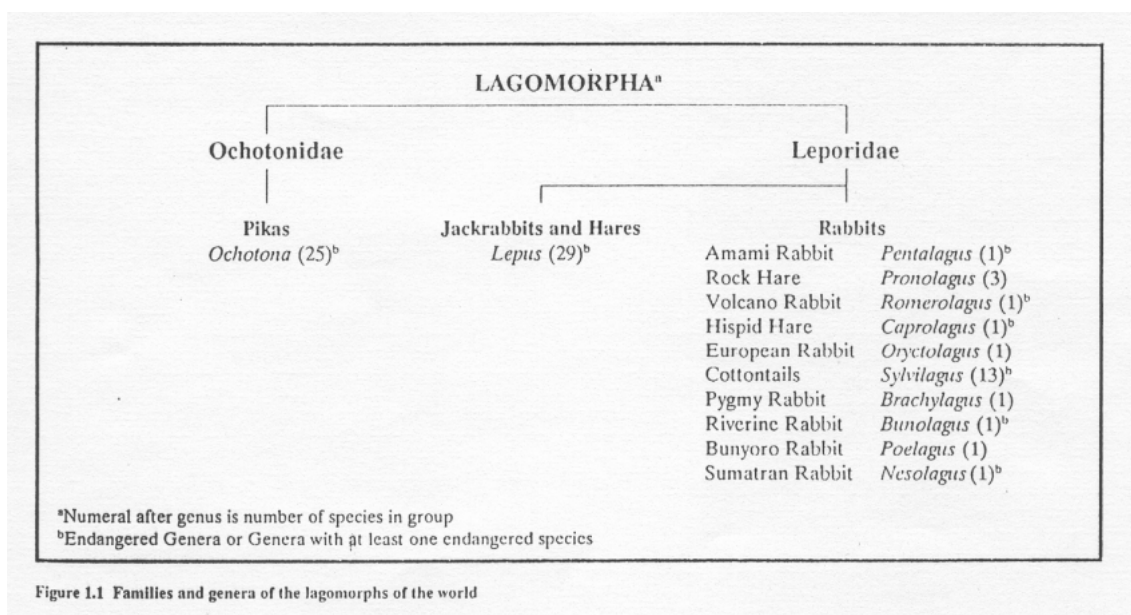 LAGOMORPHAᵃ
Ochotonidae Leporidae
Pikas Jackrabbits and Hares Rabbits
Ochotona (25)ᵇ Lepus (29)ᵇ Amami Rabbit Pentalagus (1)ᵇ
Rock Hare Pronolagus (3)
Volcano Rabbit Romerolagus (1)ᵇ
Hispid Hare Caprolagus (1)ᵇ
European Rabbit Oryctolagus (1)
Cottontails Sylvilagus (13)ᵇ
Pygmy Rabbit Brachylagus (1)
Riverine Rabbit Bunolagus (1)ᵇ
Bunyoro Rabbit Poelagus (1)
Sumatran Rabbit Nesolagus (1)ᵇ
ᵃNumeral after genus is number of species in group
ᵇEndangered Genera or Genera with at least one endangered species
Figure 1.1 Families and genera of the lagomorphs of the world